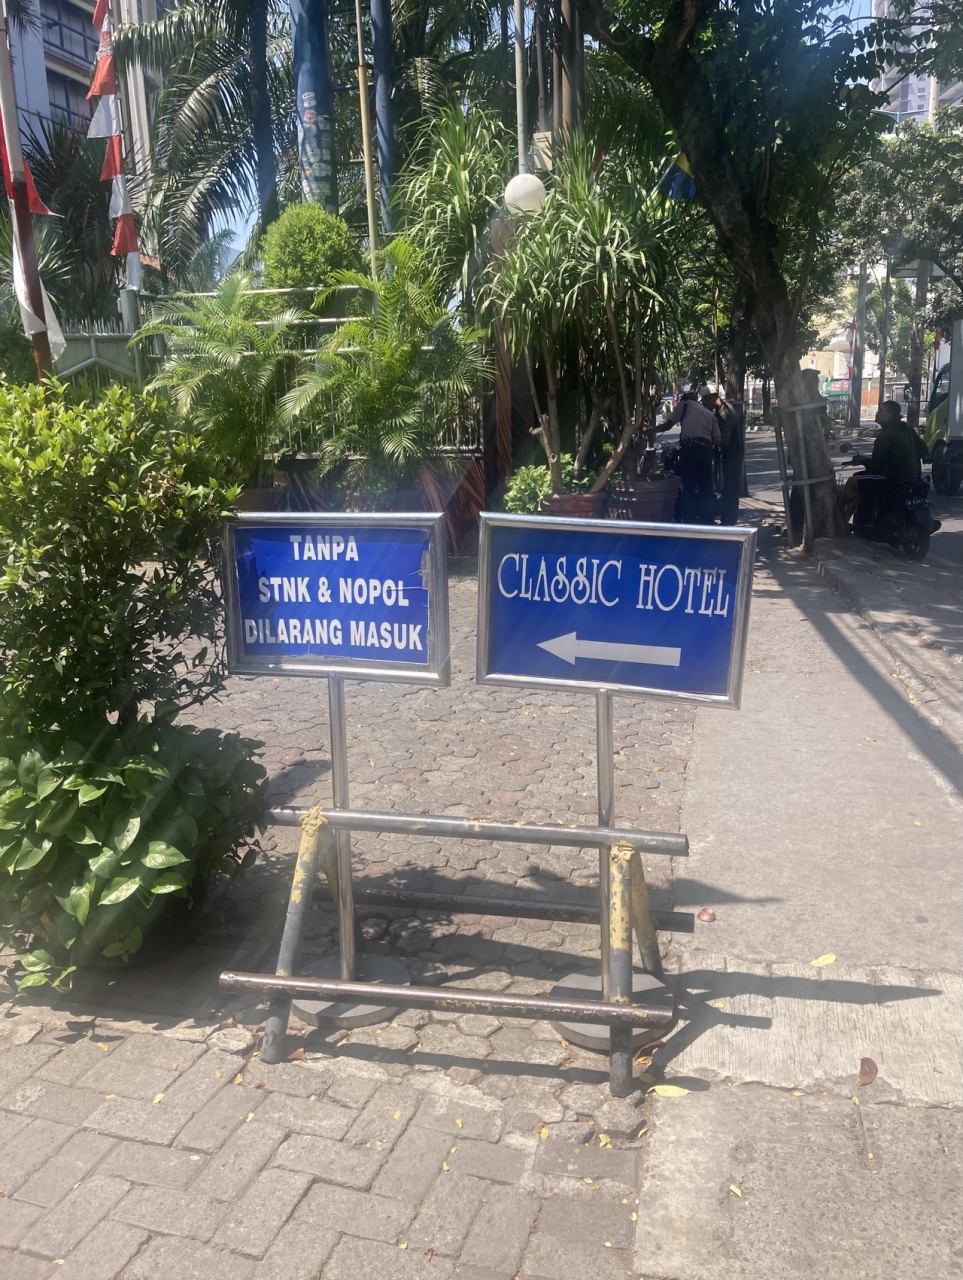 TANPA
STNK & NOPOL
DILARANG MASUK
CLASSIC HOTEL